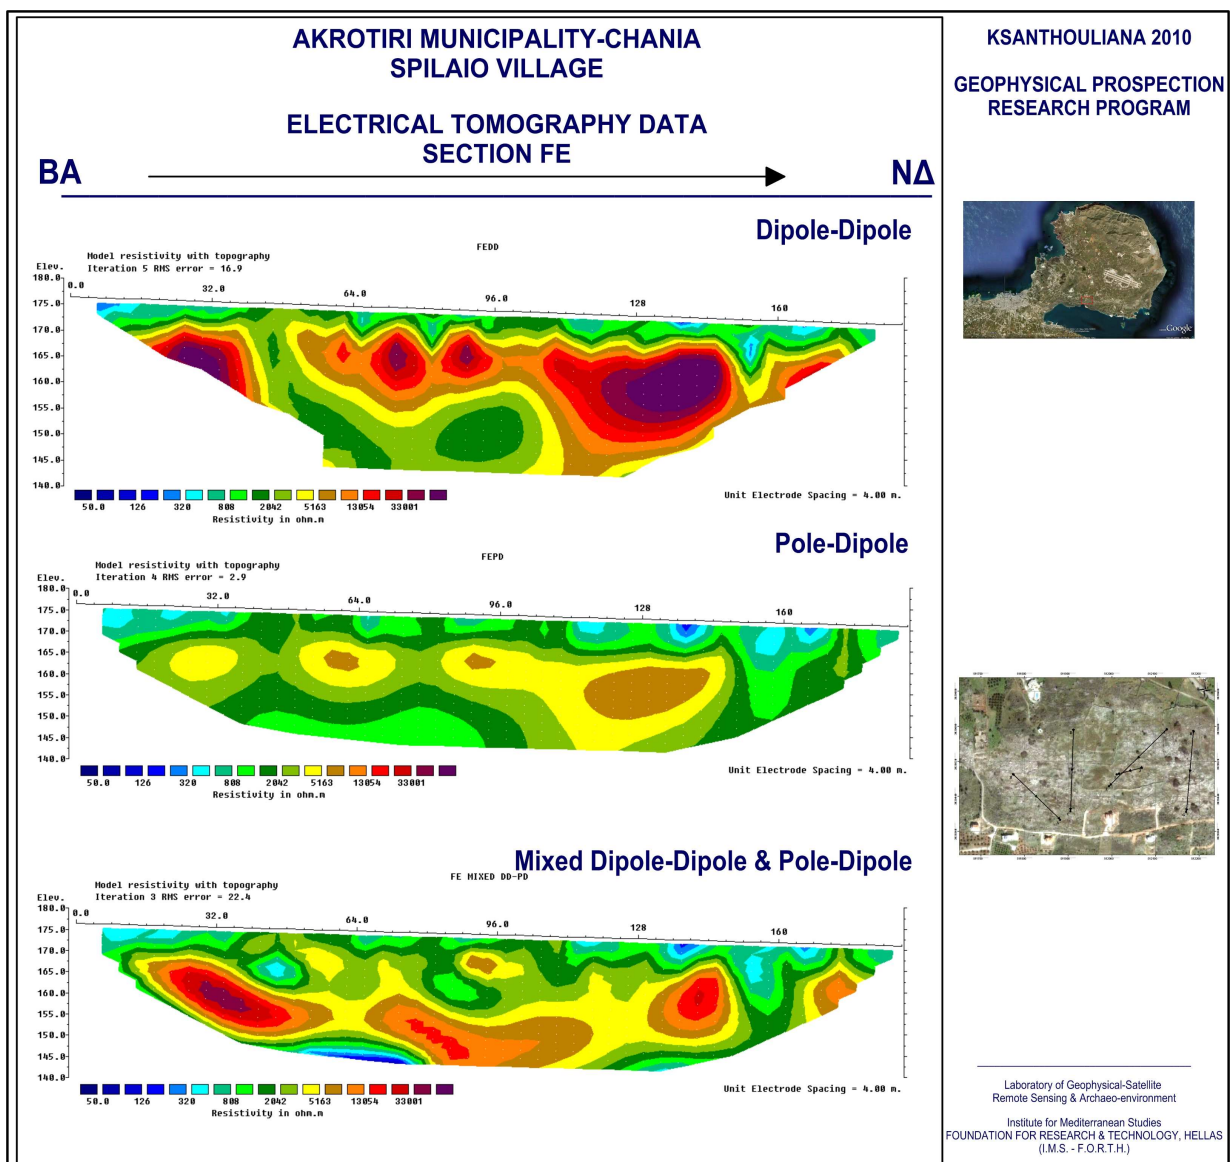 AKROTIRI MUNICIPALITY-CHANIA
SPILAIO VILLAGE
ELECTRICAL TOMOGRAPHY DATA
SECTION FE
ΒΑ
ΝΔ
Dipole-Dipole
FEDD
Model resistivity with topography
Iteration 5 RMS error = 16.9
Elev.
180.0
175.0
170.0
165.0
160.0
155.0
150.0
145.0
140.0
0.0 32.0 64.0 96.0 128 160
50.0 126 320 808 2042 5163 13054 33001
Resistivity in ohm.m
Unit Electrode Spacing = 4.00 m.
Pole-Dipole
FEPD
Model resistivity with topography
Iteration 4 RMS error = 2.9
Elev.
180.0
175.0
170.0
165.0
160.0
155.0
150.0
145.0
140.0
0.0 32.0 64.0 96.0 128 160
50.0 126 320 808 2042 5163 13054 33001
Resistivity in ohm.m
Unit Electrode Spacing = 4.00 m.
Mixed Dipole-Dipole & Pole-Dipole
FE MIXED DD-PD
Model resistivity with topography
Iteration 3 RMS error = 22.4
Elev.
180.0
175.0
170.0
165.0
160.0
155.0
150.0
145.0
140.0
0.0 32.0 64.0 96.0 128 160
50.0 126 320 808 2042 5163 13054 33001
Resistivity in ohm.m
Unit Electrode Spacing = 4.00 m.
KSANTHOULIANA 2010
GEOPHYSICAL PROSPECTION
RESEARCH PROGRAM
Google
Laboratory of Geophysical-Satellite
Remote Sensing & Archaeo-environment
Institute for Mediterranean Studies
FOUNDATION FOR RESEARCH & TECHNOLOGY, HELLAS
(I.M.S. - F.O.R.T.H.)